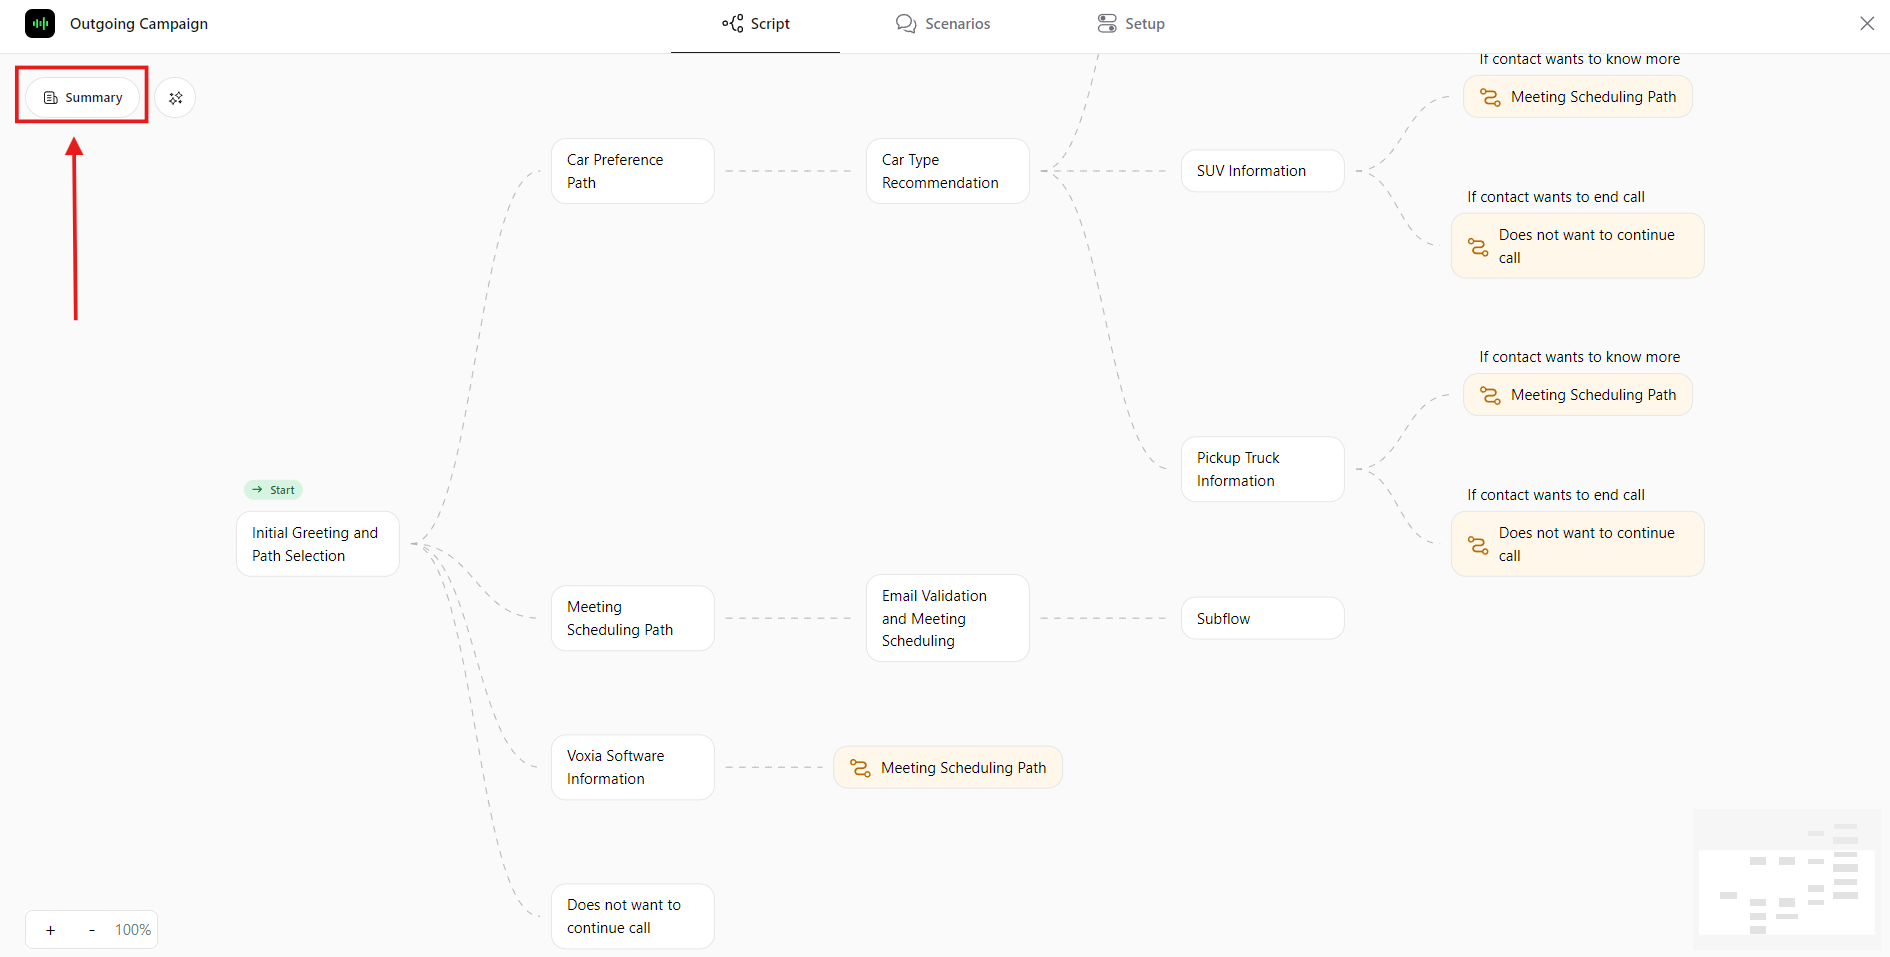 Outgoing Campaign
Script
Scenarios
Setup
Summary
If contact wants to know more
Meeting Scheduling Path
Car Preference
Path
Car Type
Recommendation
SUV Information
If contact wants to end call
Does not want to continue
call
If contact wants to know more
Meeting Scheduling Path
Pickup Truck
Information
If contact wants to end call
Does not want to continue
call
Start
Initial Greeting and
Path Selection
Meeting
Scheduling Path
Email Validation
and Meeting
Scheduling
Subflow
Voxia Software
Information
Meeting Scheduling Path
Does not want to
continue call
+ - 100%